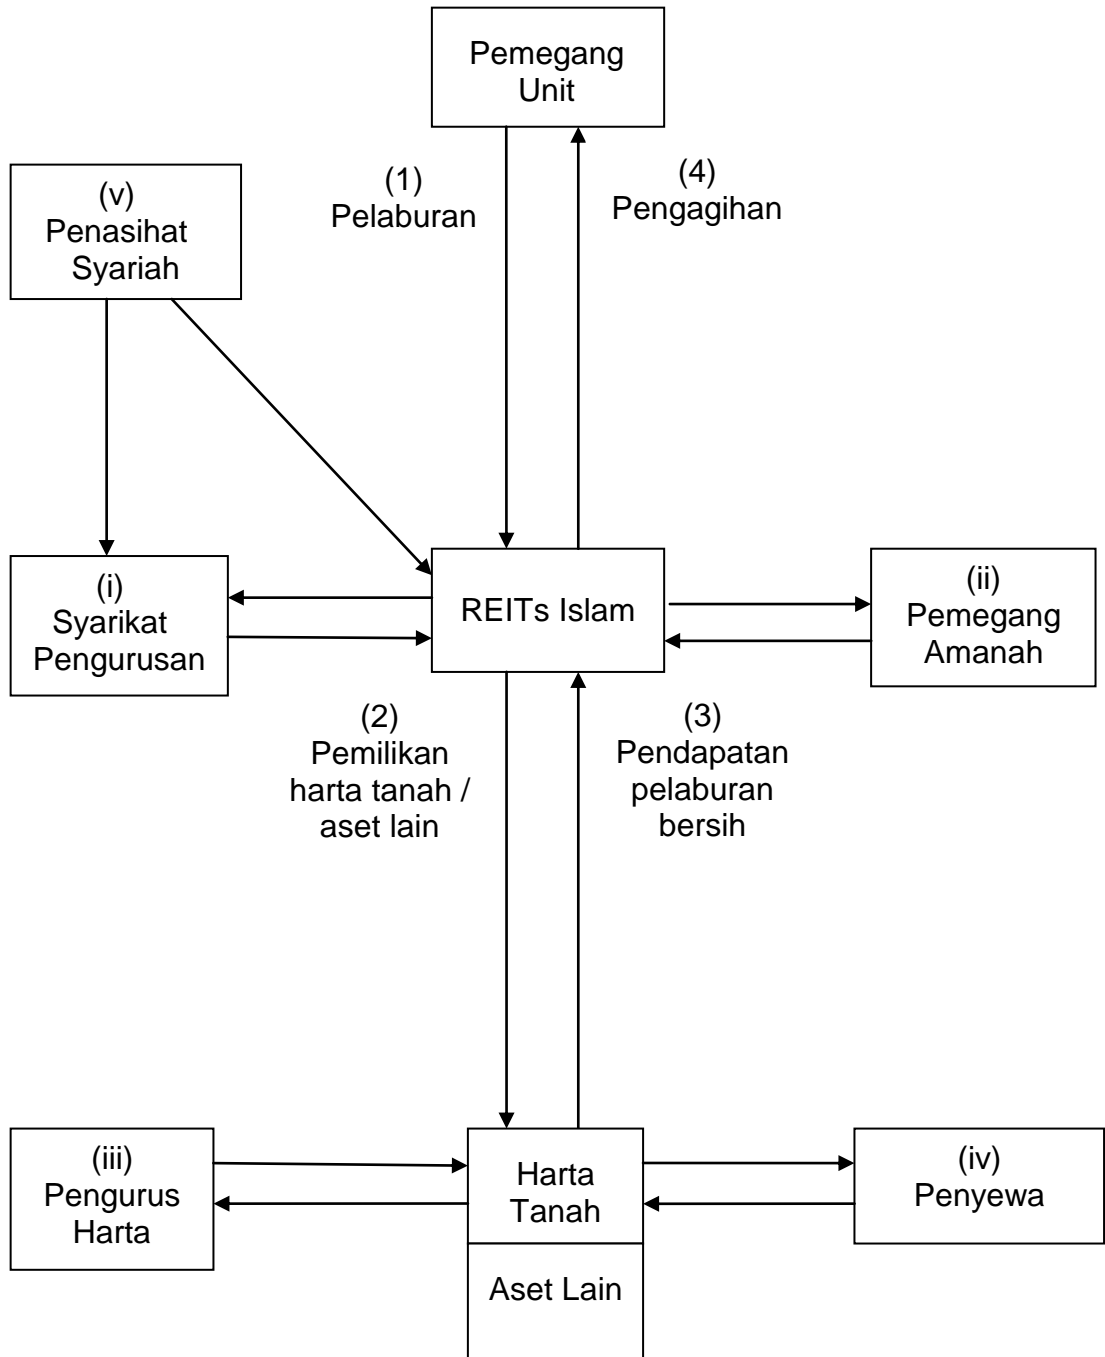 Pemegang
Unit
(v)
Penasihat
Syariah
(1)
Pelaburan
(4)
Pengagihan
(i)
Syarikat
Pengurusan
REITs Islam
(ii)
Pemegang
Amanah
(2)
Pemilikan
harta tanah /
aset lain
(3)
Pendapatan
pelaburan
bersih
(iii)
Pengurus
Harta
Harta
Tanah
Aset Lain
(iv)
Penyewa